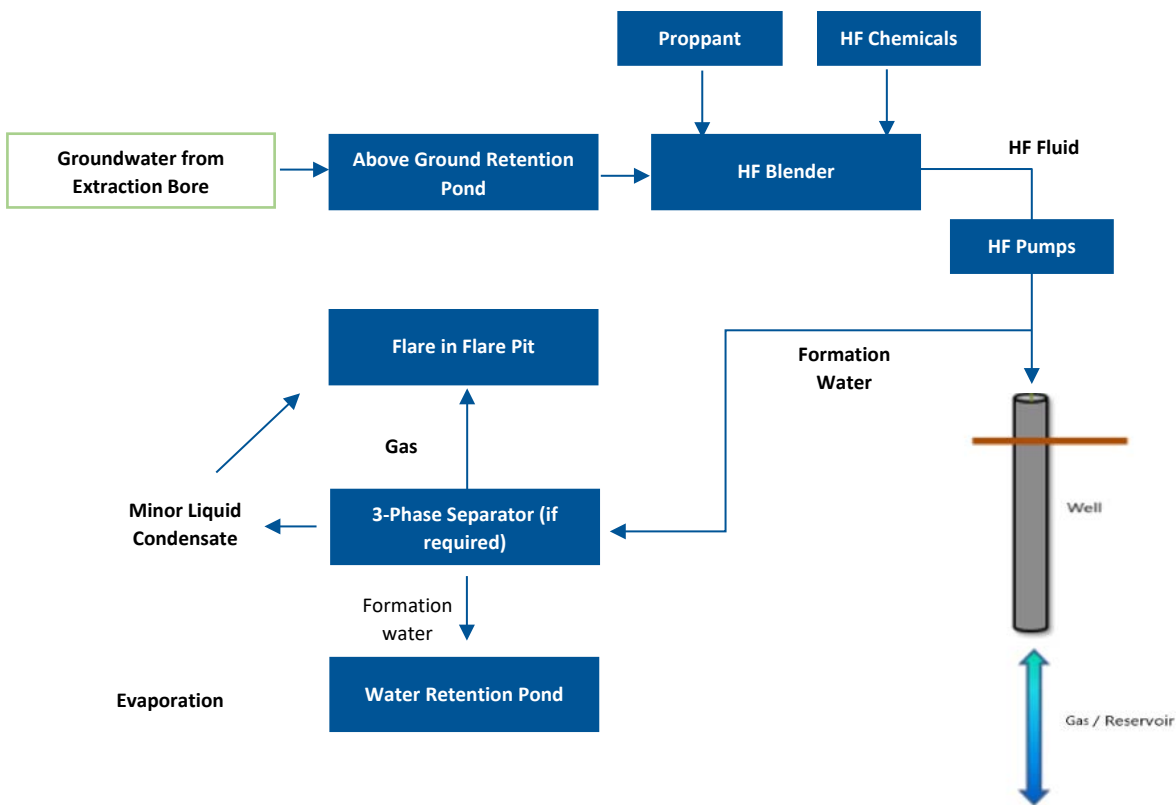 Proppant
HF Chemicals
Groundwater from
Extraction Bore
Above Ground Retention
Pond
HF Blender
HF Fluid
HF Pumps
Flare in Flare Pit
Formation
Water
Gas
Minor Liquid
Condensate
3-Phase Separator (if
required)
Well
Formation
water
Evaporation
Water Retention Pond
Gas / Reservoir